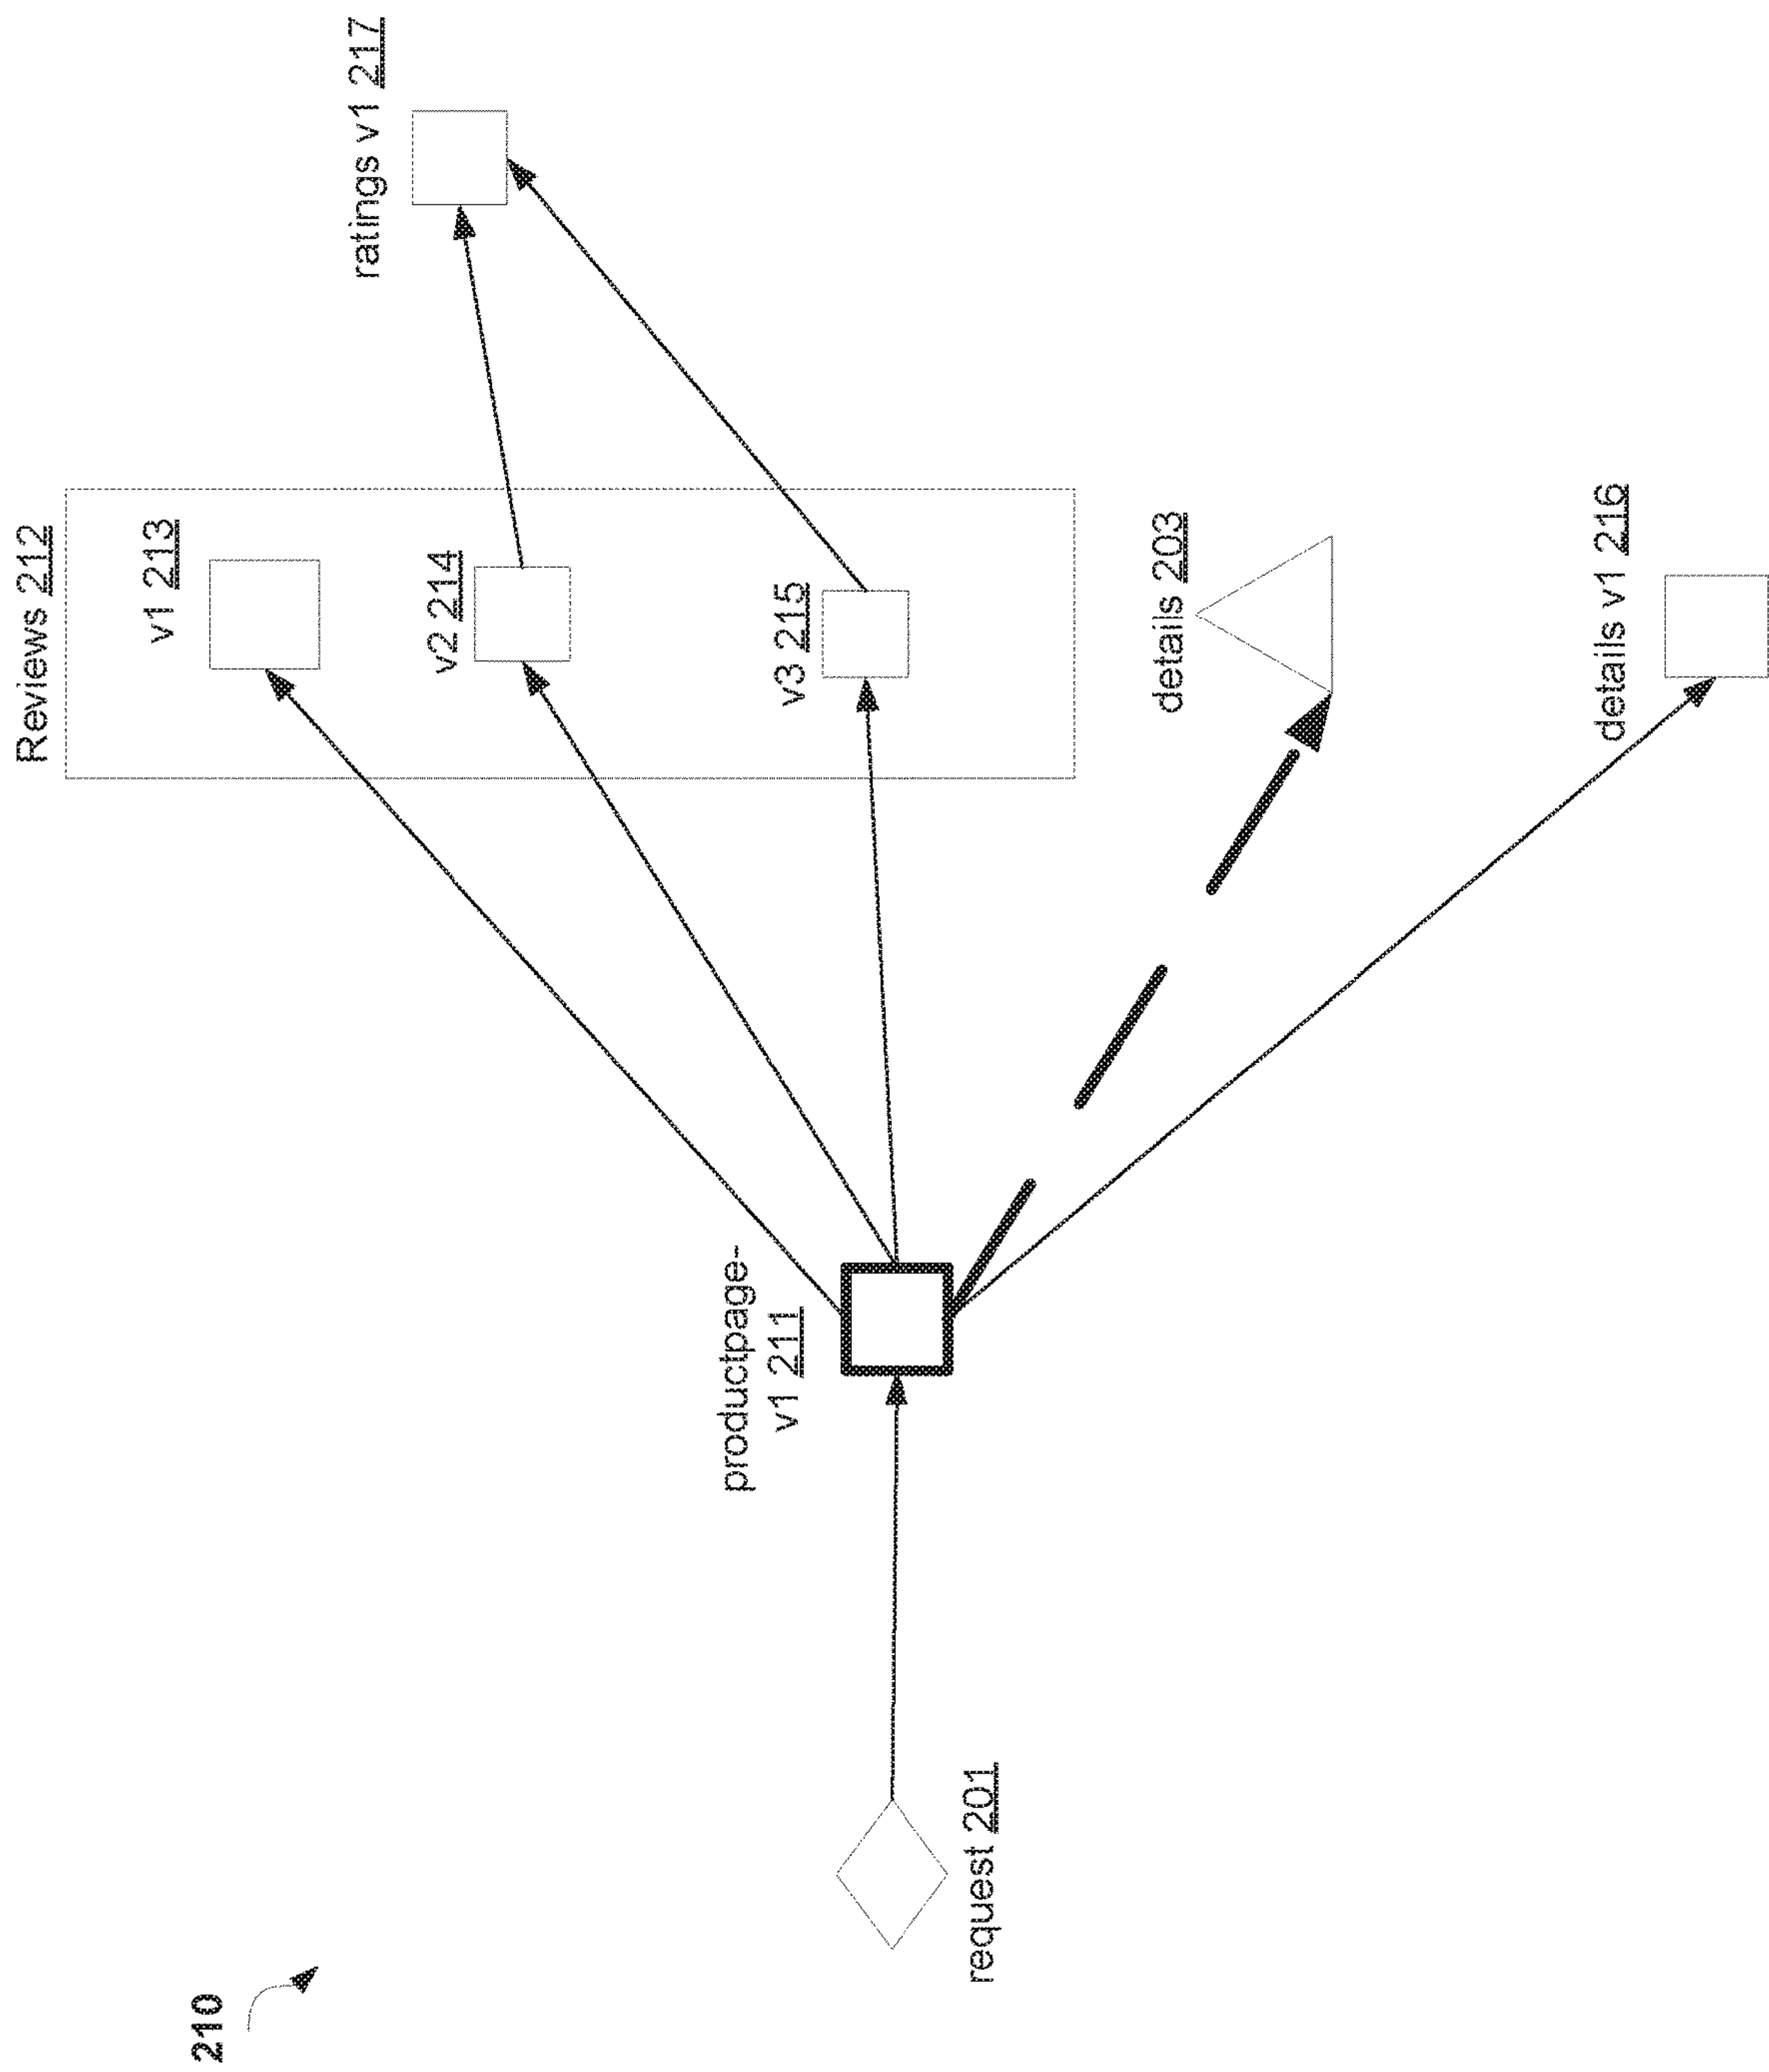 210
request 201
productpage-
v1 211
Reviews 212
v1 213
v2 214
v3 215
details 203
details v1 216
ratings v1 217